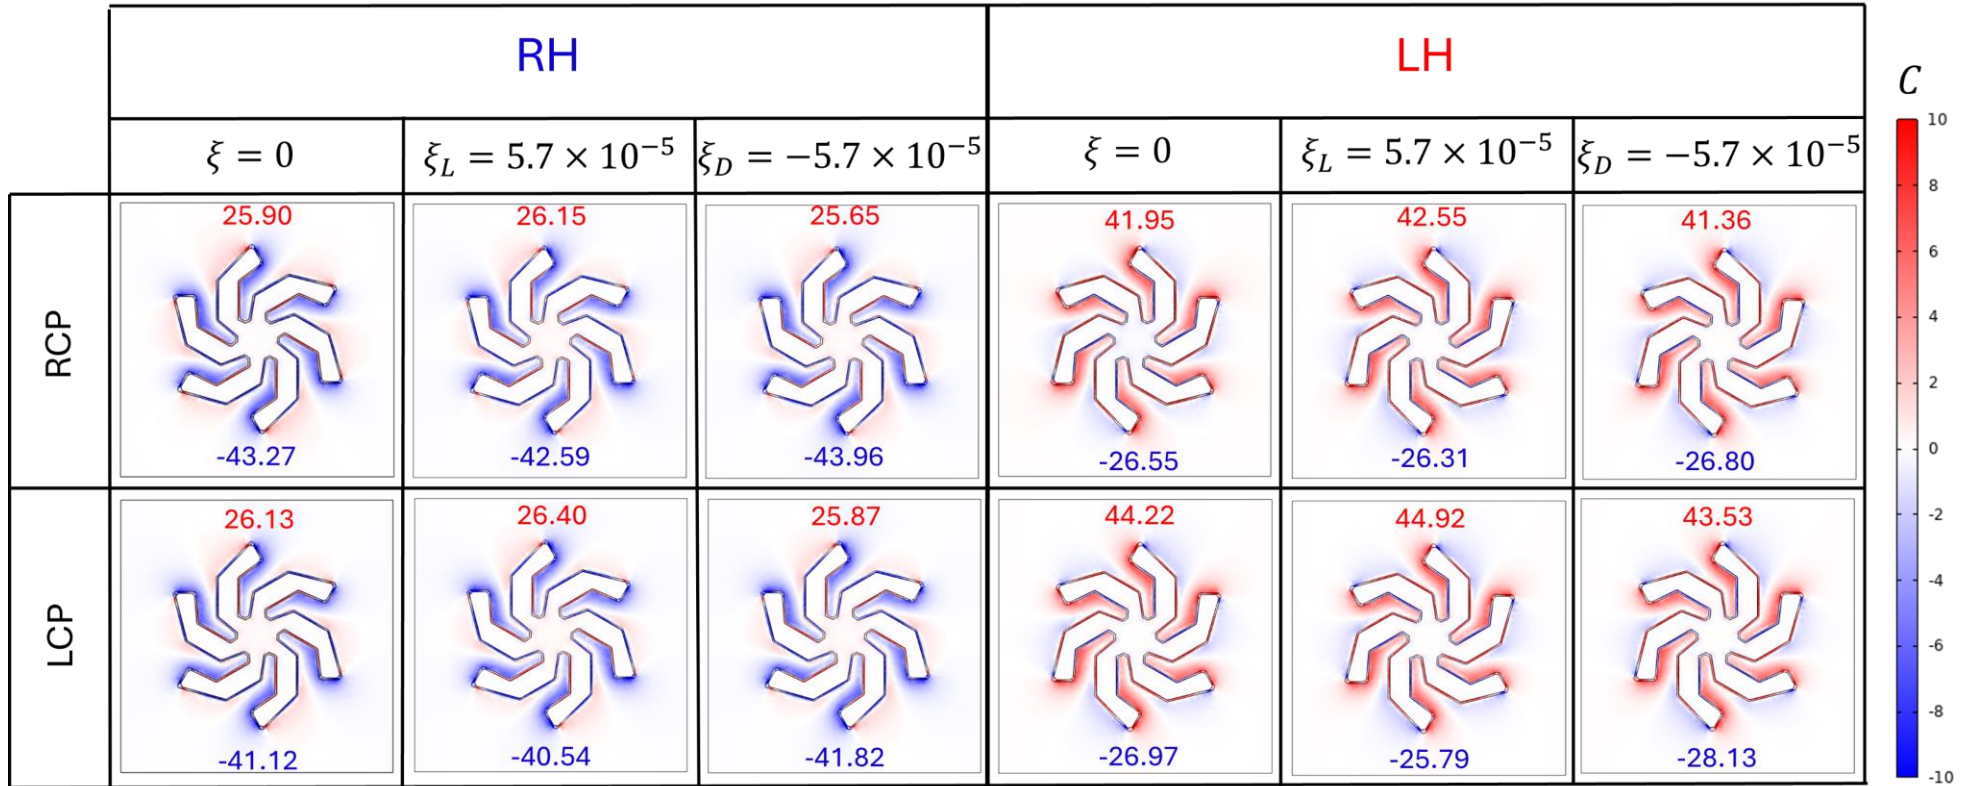 RH LH
C
ξ = 0 ξ_L = 5.7 × 10⁻⁵ ξ_D = −5.7 × 10⁻⁵ ξ = 0 ξ_L = 5.7 × 10⁻⁵ ξ_D = −5.7 × 10⁻⁵
RCP
25.90 26.15 25.65 41.95 42.55 41.36
-43.27 -42.59 -43.96 -26.55 -26.31 -26.80
LCP
26.13 26.40 25.87 44.22 44.92 43.53
-41.12 -40.54 -41.82 -26.97 -25.79 -28.13
10
8
6
4
2
0
-2
-4
-6
-8
-10